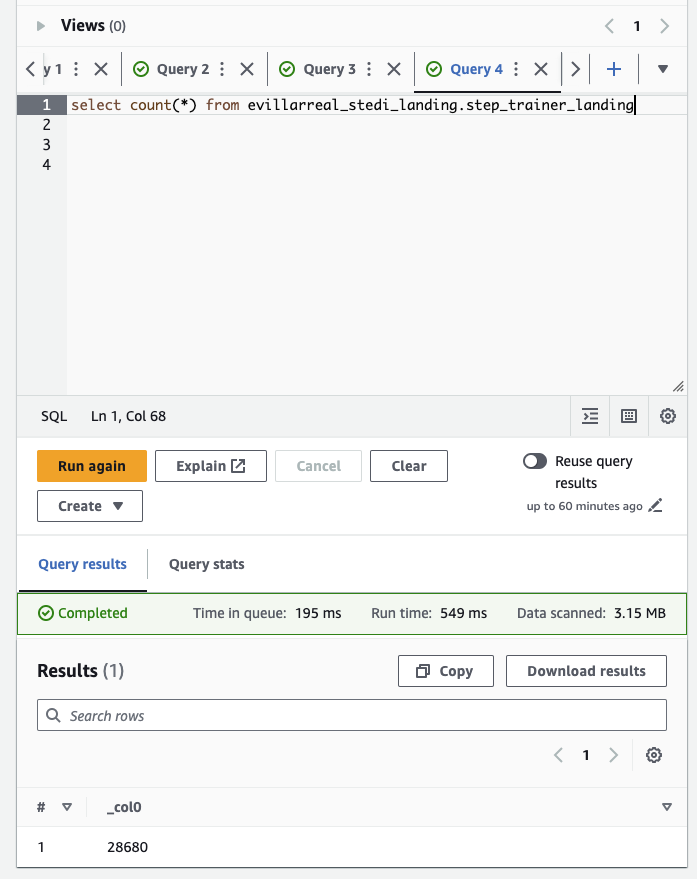 Views (0) 1
y 1 Query 2 Query 3 Query 4
1 select count(*) from evillarreal_stedi_landing.step_trainer_landing
2
3
4
SQL Ln 1, Col 68
Run again Explain Cancel Clear
Reuse query
results
Create
up to 60 minutes ago
Query results Query stats
Completed Time in queue: 195 ms Run time: 549 ms Data scanned: 3.15 MB
Results (1) Copy Download results
Search rows
1
# _col0
1 28680